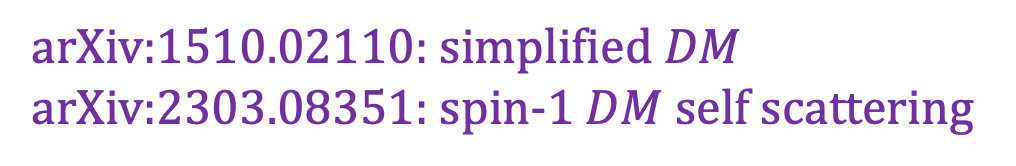 arXiv:1510.02110: simplified DM
arXiv:2303.08351: spin-1 DM self scattering